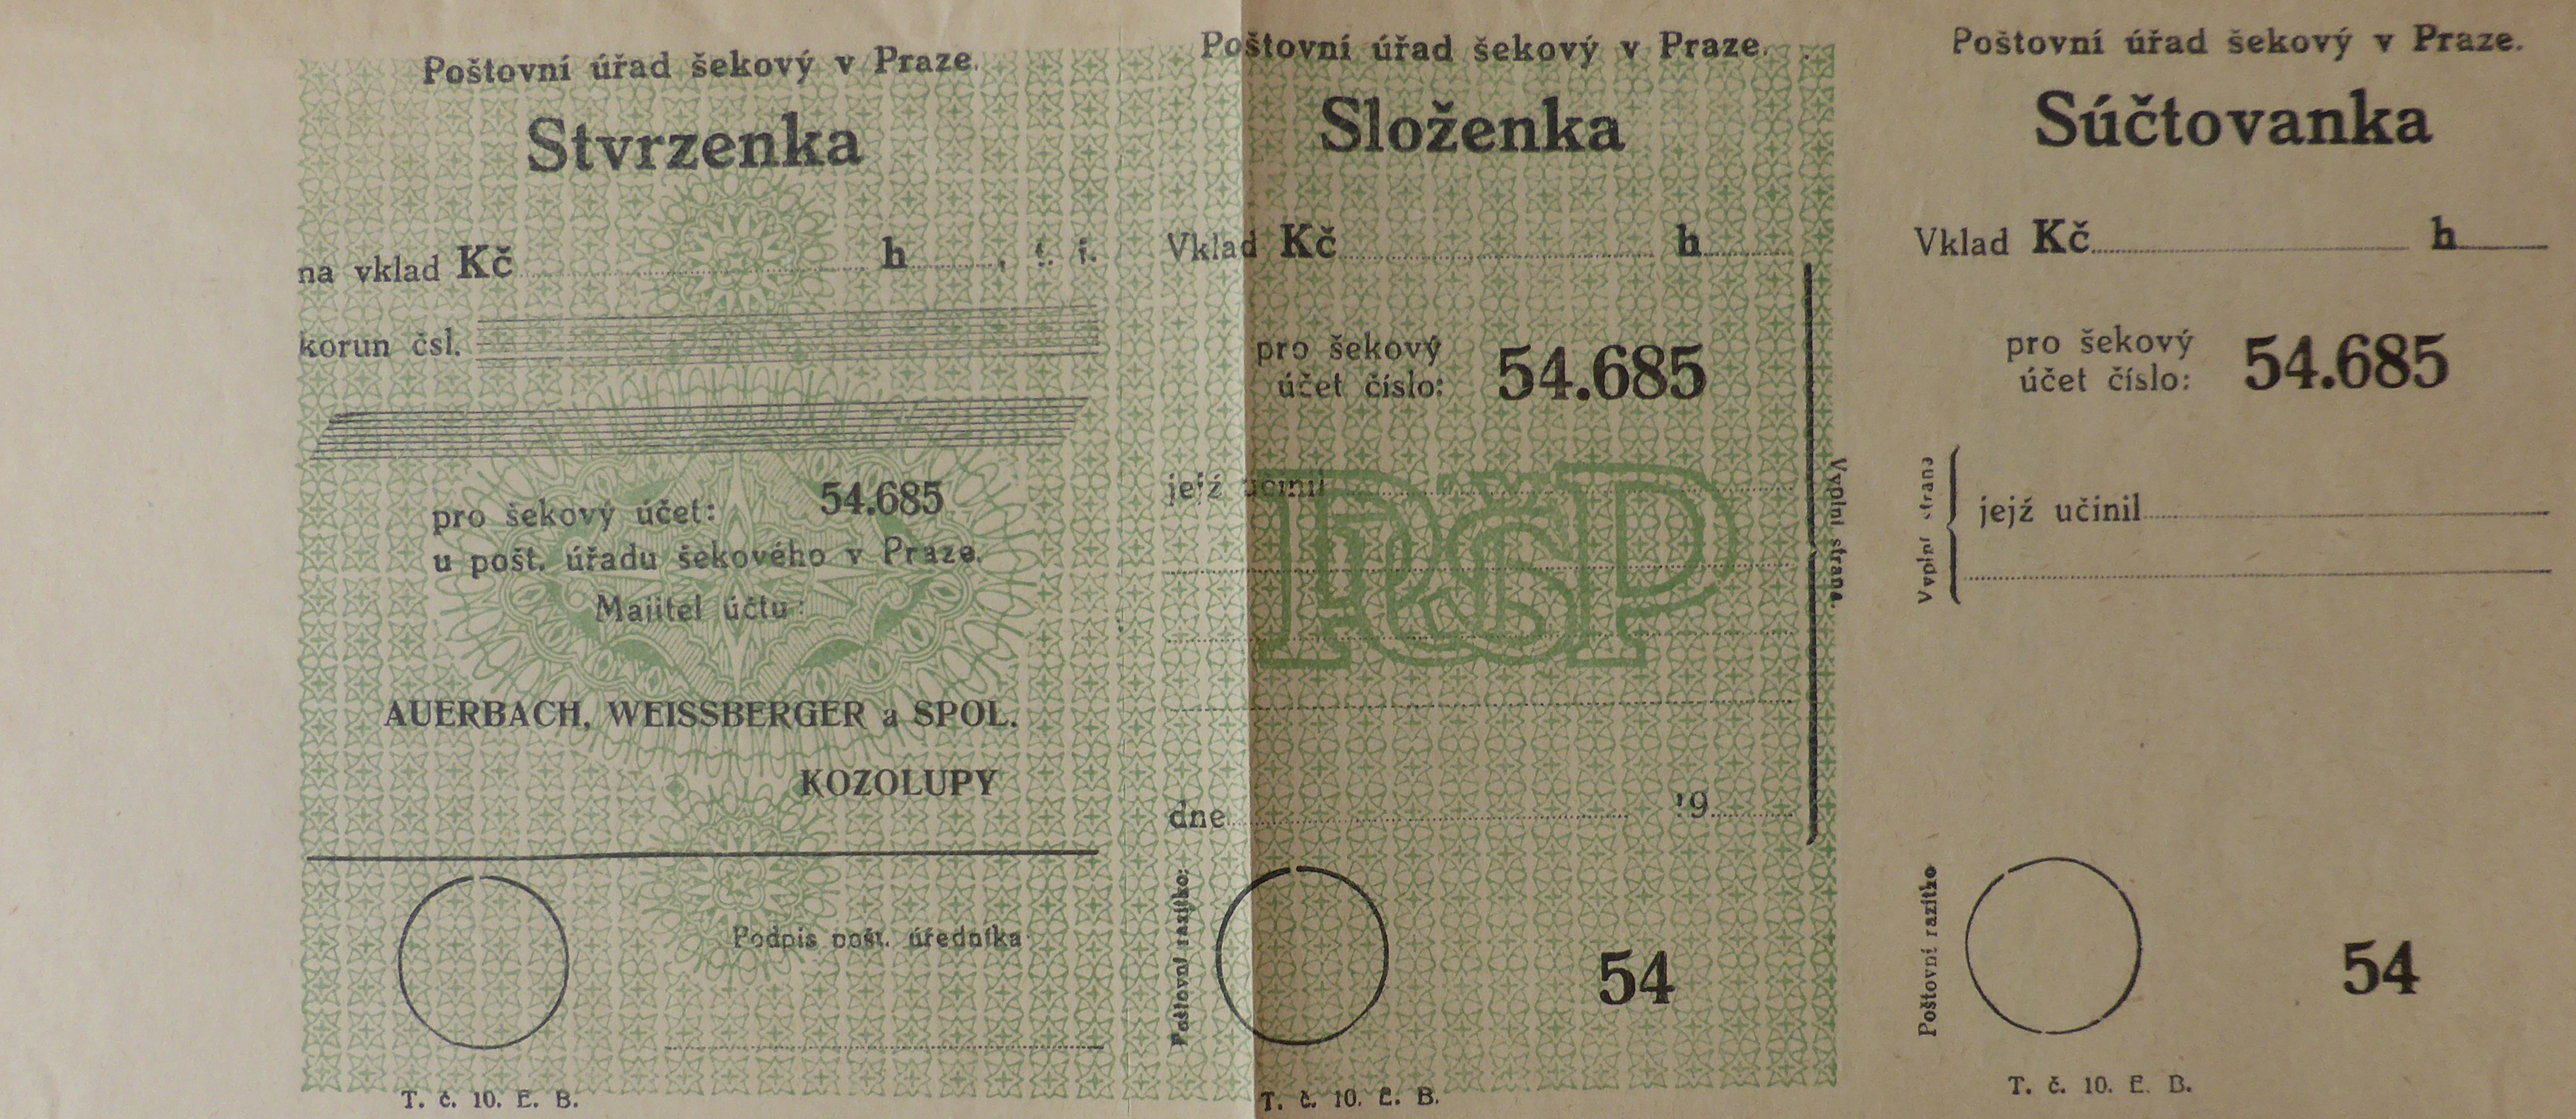 Poštovní úřad šekový v Praze.
Stvrzenka
na vklad Kč h , t. j.
korun čsl.
pro šekový účet: 54.685
u pošt. úřadu šekového v Praze.
Majitel účtu:
AUERBACH, WEISSBERGER a SPOL.
KOZOLUPY
Podpis pošt. úředníka
T. č. 10. E. B.
Poštovní úřad šekový v Praze.
Složenka
Vklad Kč h
pro šekový
účet číslo: 54.685
jejž učinil
PŠÚP
dne 19
Vyplní strana.
Poštovní razítko:
54
T. č. 10. E. B.
Poštovní úřad šekový v Praze.
Súčtovanka
Vklad Kč h
pro šekový
účet číslo: 54.685
Vyplní strana
jejž učinil
Poštovní razítko
54
T. č. 10. E. B.